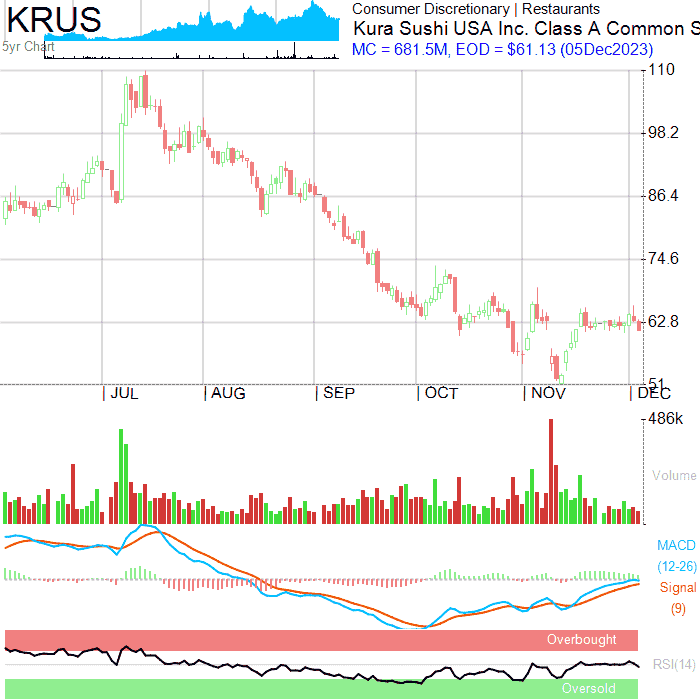 KRUS
5yr Chart
Consumer Discretionary | Restaurants
Kura Sushi USA Inc. Class A Common S
MC = 681.5M, EOD = $61.13 (05Dec2023)
110
98.2
86.4
74.6
62.8
51
| JUL | AUG | SEP | OCT | NOV | DEC
486k
Volume
MACD
(12-26)
Signal
(9)
Overbought
RSI(14)
Oversold